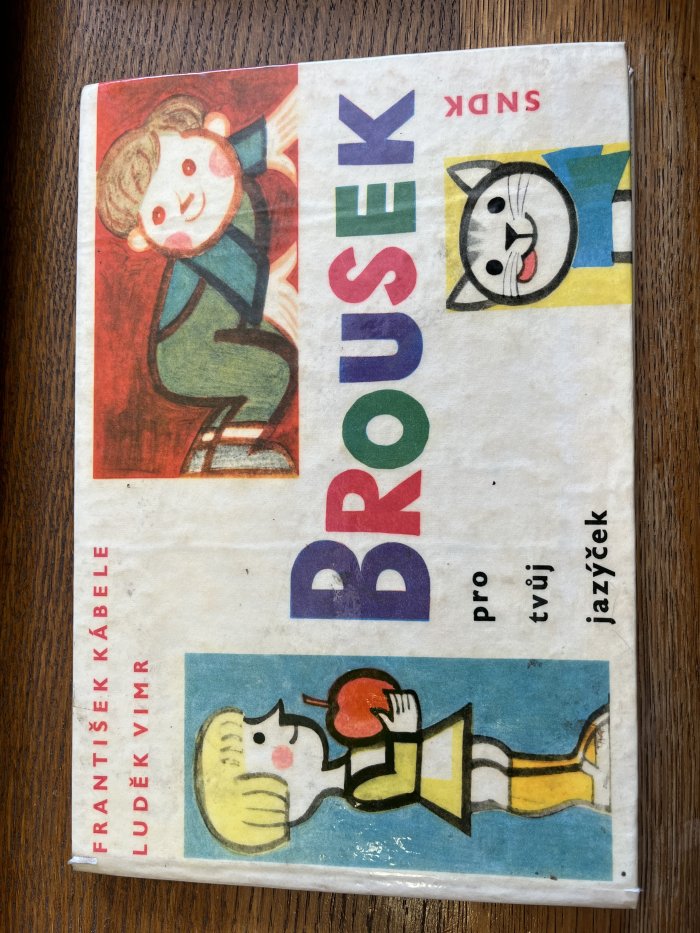 FRANTIŠEK KÁBELE
LUDĚK VIMR
BROUSEK
pro
tvůj
jazýček
SNDK